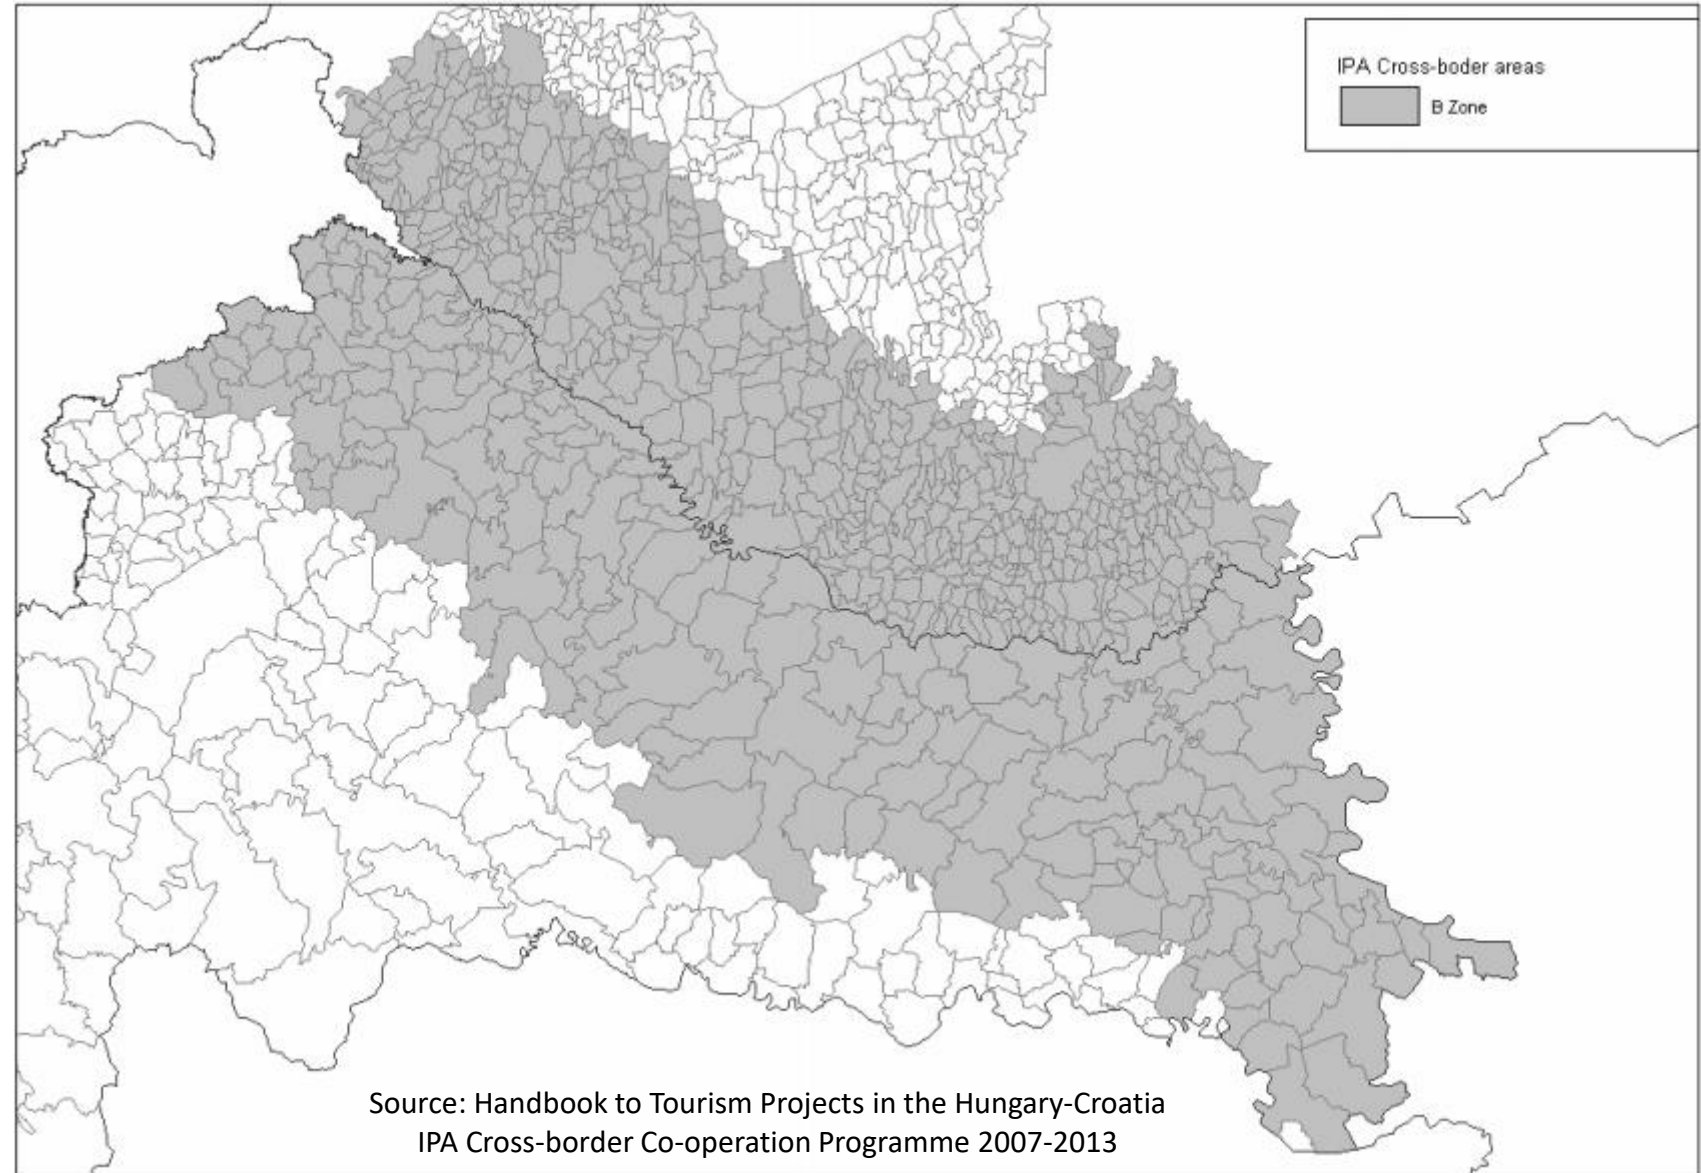 IPA Cross-boder areas
B Zone
Source: Handbook to Tourism Projects in the Hungary-Croatia
IPA Cross-border Co-operation Programme 2007-2013